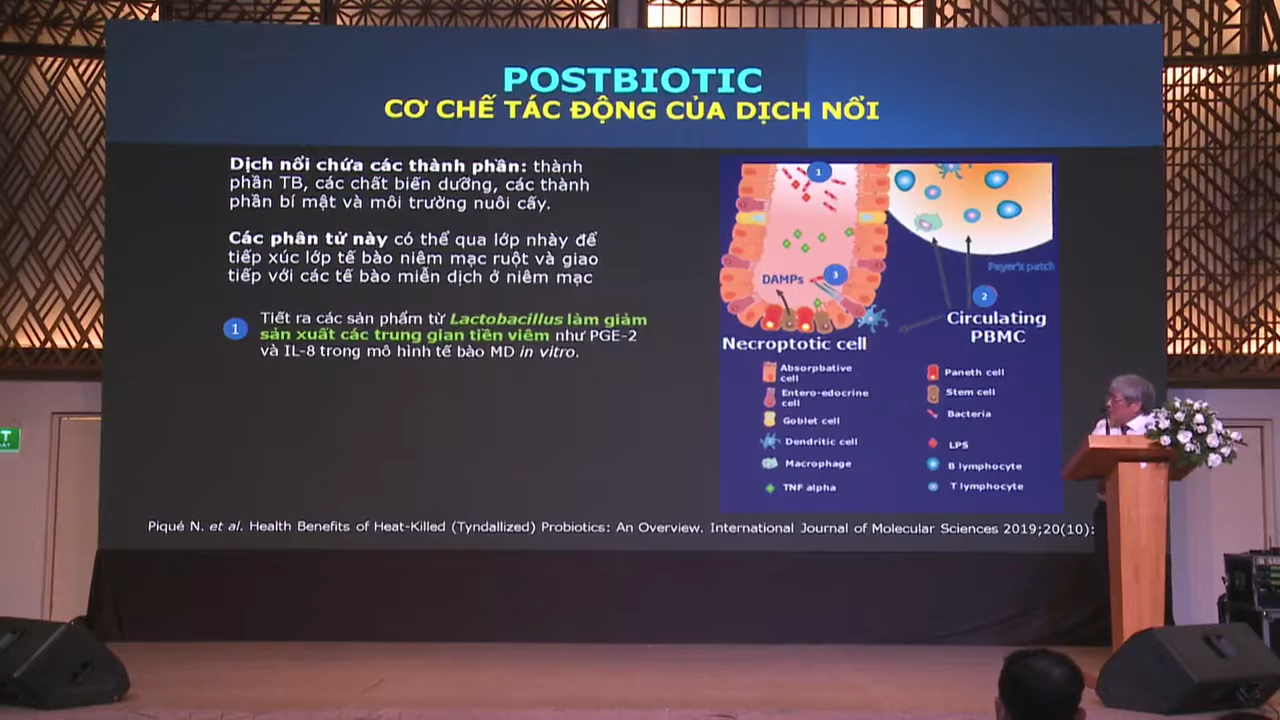 POSTBIOTIC
CƠ CHẾ TÁC ĐỘNG CỦA DỊCH NỔI
Dịch nổi chứa các thành phần: thành
phần TB, các chất biến dưỡng, các thành
phần bí mật và môi trường nuôi cấy.
Các phân tử này có thể qua lớp nhày để
tiếp xúc lớp tế bào niêm mạc ruột và giao
tiếp với các tế bào miễn dịch ở niêm mạc
1
Tiết ra các sản phẩm từ Lactobacillus làm giảm
sản xuất các trung gian tiền viêm như PGE-2
và IL-8 trong mô hình tế bào MD in vitro.
1
DAMPs
3
Peyer's patch
2
Circulating
PBMC
Necroptotic cell
Absorpbative
cell
Entero-edocrine
cell
Goblet cell
Dendritic cell
Macrophage
TNF alpha
Paneth cell
Stem cell
Bacteria
LPS
B lymphocyte
T lymphocyte
Piqué N. et al. Health Benefits of Heat-Killed (Tyndallized) Probiotics: An Overview. International Journal of Molecular Sciences 2019;20(10):
T